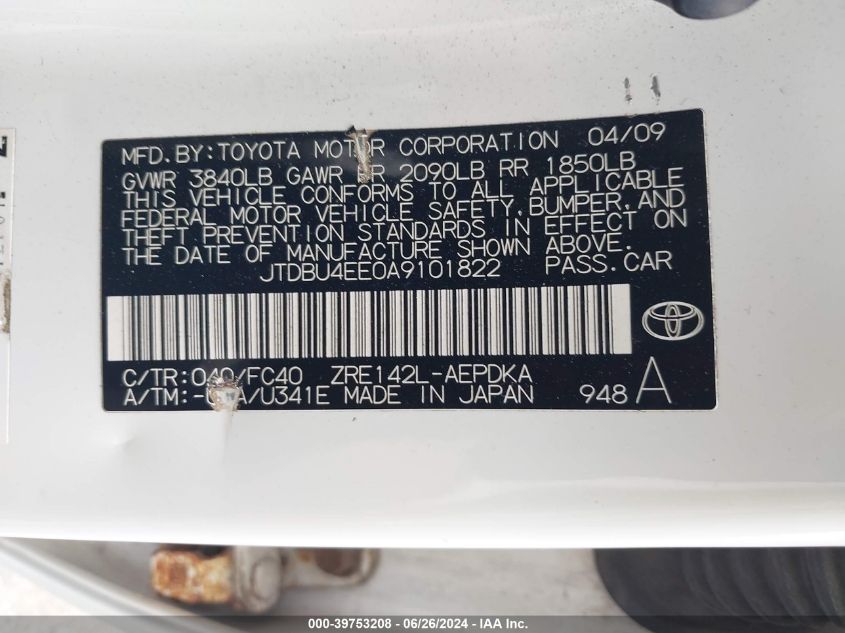 MFD.BY:TOYOTA MOTOR CORPORATION 04/09
GVWR 3840LB GAWR R 2090LB RR 1850LB
THIS VEHICLE CONFORMS TO ALL APPLICABLE
FEDERAL MOTOR VEHICLE SAFETY,BUMPER,AND
THEFT PREVENTION STANDARDS IN EFFECT ON
THE DATE OF MANUFACTURE SHOWN ABOVE.
JTDBU4EE0A9101822 PASS.CAR
C/TR:040/FC40 ZRE142L-AEPDKA
A/TM:- A/U341E MADE IN JAPAN 948 A
000-39753208 - 06/26/2024 - IAA Inc.